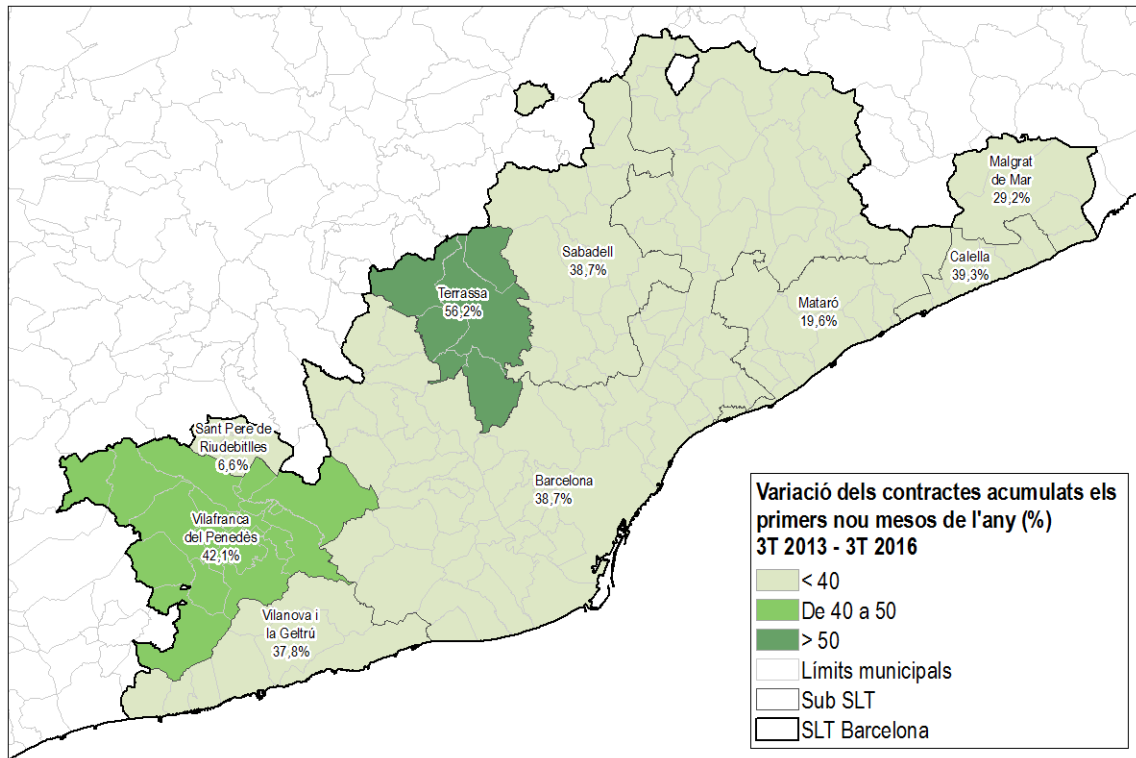 Malgrat
de Mar
29,2%
Sabadell
38,7%
Calella
39,3%
Terrassa
56,2%
Mataró
19,6%
Sant Pere de
Riudebitlles
6,6%
Barcelona
38,7%
Vilafranca
del Penedès
42,1%
Vilanova i
la Geltrú
37,8%
Variació dels contractes acumulats els
primers nou mesos de l'any (%)
3T 2013 - 3T 2016
< 40
De 40 a 50
> 50
Límits municipals
Sub SLT
SLT Barcelona